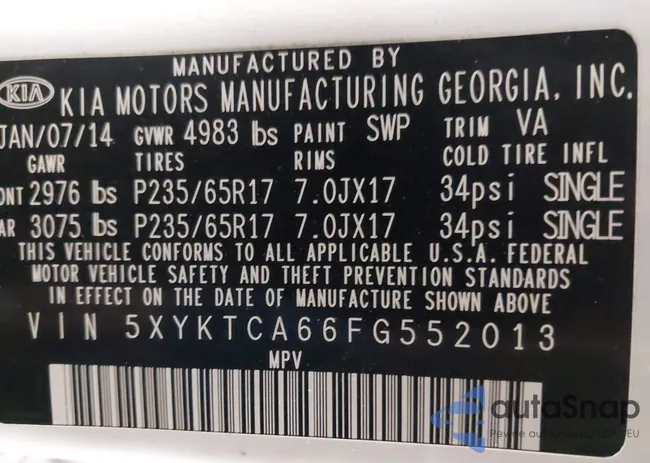 MANUFACTURED BY
KIA KIA MOTORS MANUFACTURING GEORGIA, INC.
JAN/07/14 GVWR 4983 lbs PAINT SWP TRIM VA
GAWR TIRES RIMS COLD TIRE INFL
ONT 2976 lbs P235/65R17 7.0JX17 34psi SINGLE
AR 3075 lbs P235/65R17 7.0JX17 34psi SINGLE
THIS VEHICLE CONFORMS TO ALL APPLICABLE U.S.A. FEDERAL
MOTOR VEHICLE SAFETY AND THEFT PREVENTION STANDARDS
IN EFFECT ON THE DATE OF MANUFACTURE SHOWN ABOVE
VIN 5XYKTCA66FG552013
MPV
autoSnap
Pewne auto